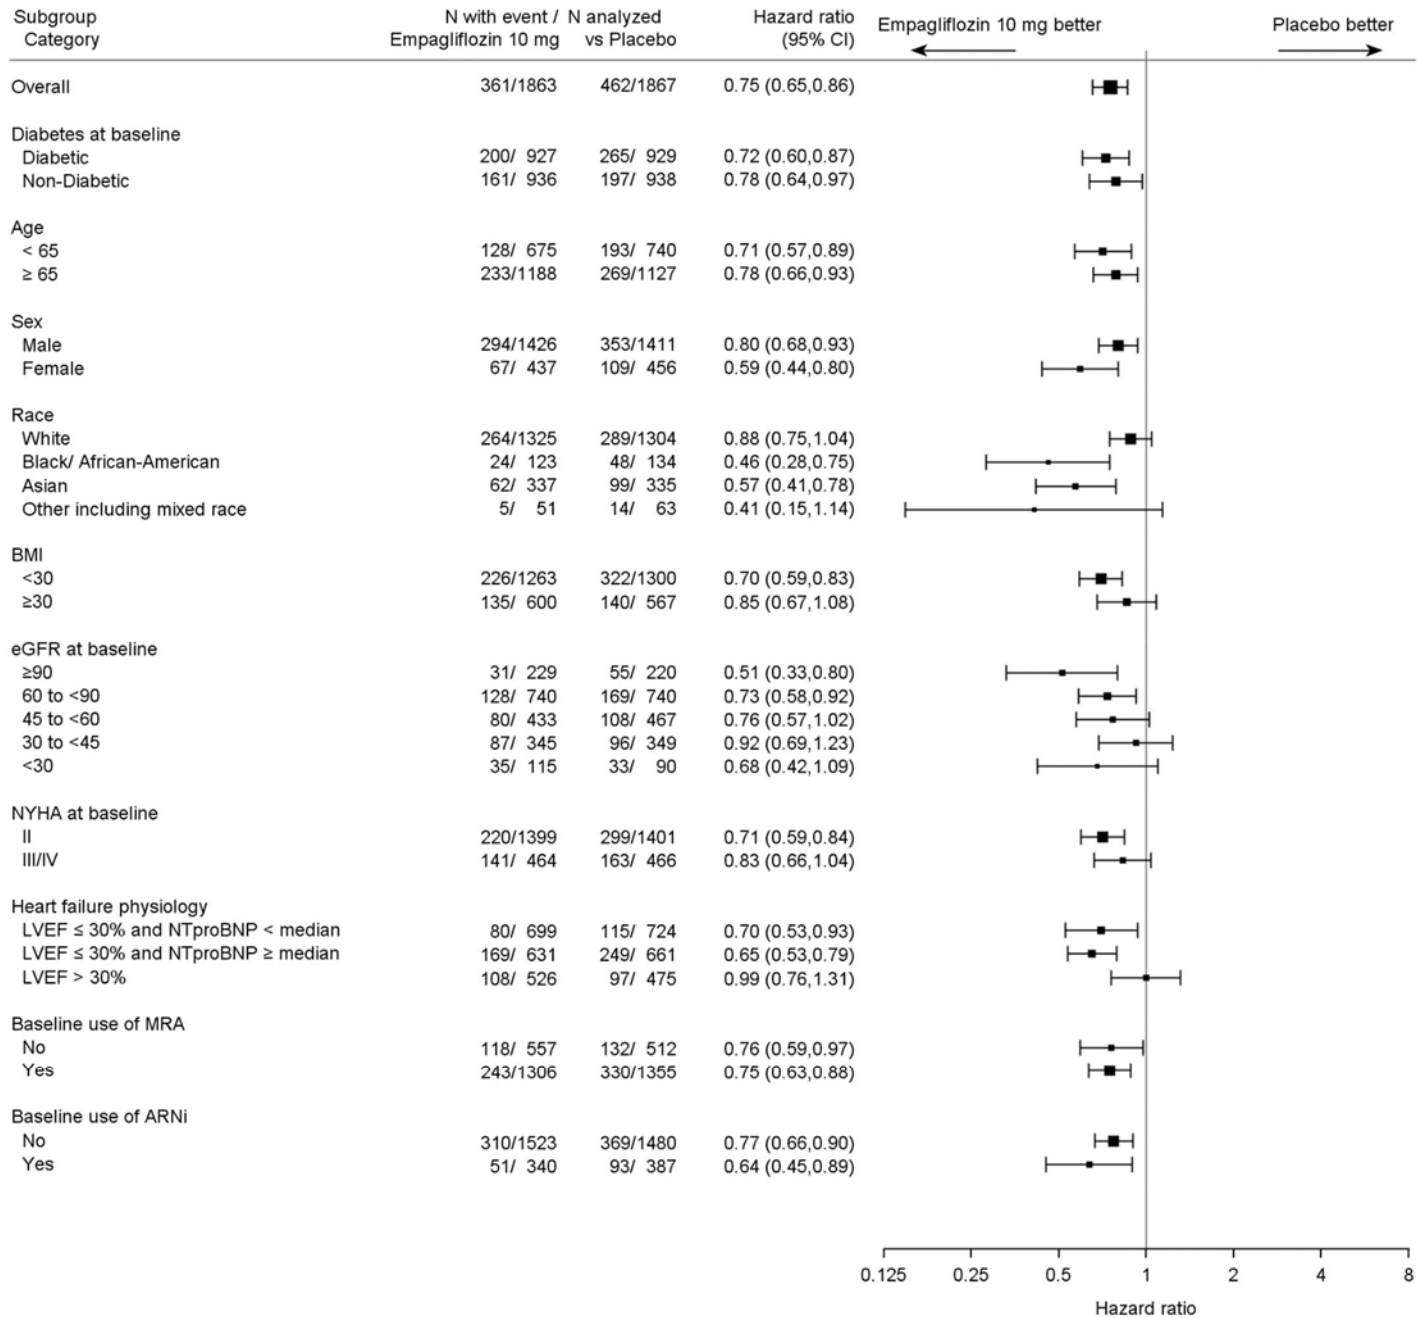 Subgroup N with event / N analyzed Hazard ratio Empagliflozin 10 mg better Placebo better
Category Empagliflozin 10 mg vs Placebo (95% CI)
Overall 361/1863 462/1867 0.75 (0.65,0.86)
Diabetes at baseline
Diabetic 200/ 927 265/ 929 0.72 (0.60,0.87)
Non-Diabetic 161/ 936 197/ 938 0.78 (0.64,0.97)
Age
< 65 128/ 675 193/ 740 0.71 (0.57,0.89)
≥ 65 233/1188 269/1127 0.78 (0.66,0.93)
Sex
Male 294/1426 353/1411 0.80 (0.68,0.93)
Female 67/ 437 109/ 456 0.59 (0.44,0.80)
Race
White 264/1325 289/1304 0.88 (0.75,1.04)
Black/ African-American 24/ 123 48/ 134 0.46 (0.28,0.75)
Asian 62/ 337 99/ 335 0.57 (0.41,0.78)
Other including mixed race 5/ 51 14/ 63 0.41 (0.15,1.14)
BMI
<30 226/1263 322/1300 0.70 (0.59,0.83)
≥30 135/ 600 140/ 567 0.85 (0.67,1.08)
eGFR at baseline
≥90 31/ 229 55/ 220 0.51 (0.33,0.80)
60 to <90 128/ 740 169/ 740 0.73 (0.58,0.92)
45 to <60 80/ 433 108/ 467 0.76 (0.57,1.02)
30 to <45 87/ 345 96/ 349 0.92 (0.69,1.23)
<30 35/ 115 33/ 90 0.68 (0.42,1.09)
NYHA at baseline
II 220/1399 299/1401 0.71 (0.59,0.84)
III/IV 141/ 464 163/ 466 0.83 (0.66,1.04)
Heart failure physiology
LVEF ≤ 30% and NTproBNP < median 80/ 699 115/ 724 0.70 (0.53,0.93)
LVEF ≤ 30% and NTproBNP ≥ median 169/ 631 249/ 661 0.65 (0.53,0.79)
LVEF > 30% 108/ 526 97/ 475 0.99 (0.76,1.31)
Baseline use of MRA
No 118/ 557 132/ 512 0.76 (0.59,0.97)
Yes 243/1306 330/1355 0.75 (0.63,0.88)
Baseline use of ARNi
No 310/1523 369/1480 0.77 (0.66,0.90)
Yes 51/ 340 93/ 387 0.64 (0.45,0.89)
0.125 0.25 0.5 1 2 4 8
Hazard ratio